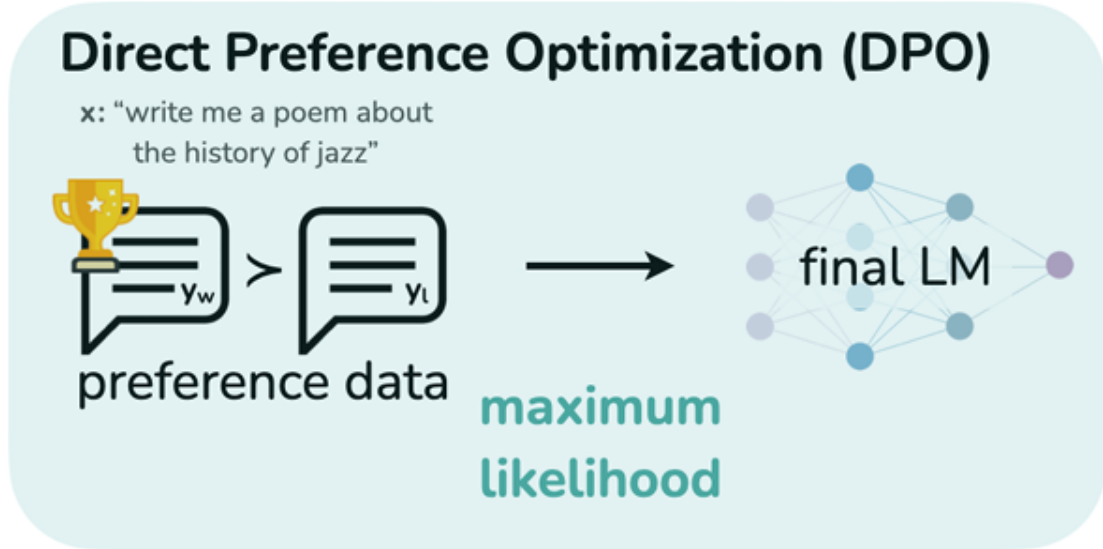 Direct Preference Optimization (DPO)
x: “write me a poem about
the history of jazz”
yw ≻ yl
final LM
preference data
maximum
likelihood